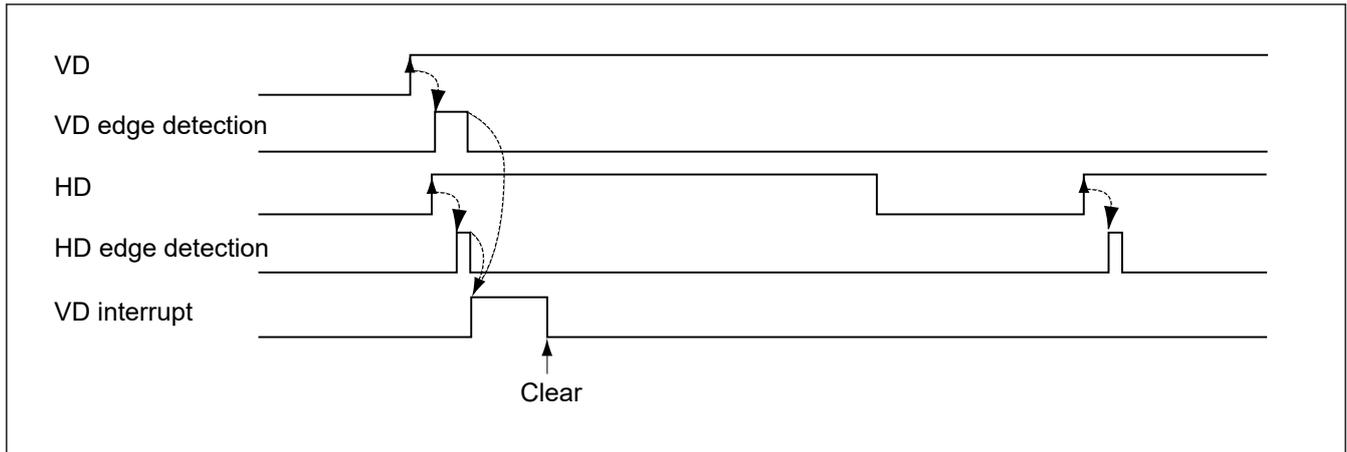 VD
VD edge detection
HD
HD edge detection
VD interrupt
Clear